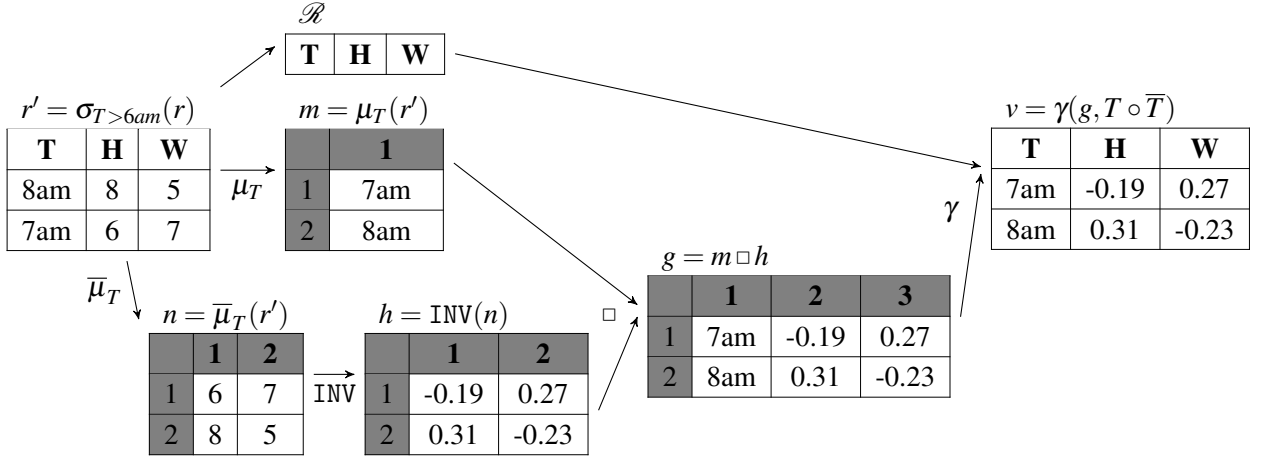 ℛ
T H W
r′ = σ_{T>6am}(r)
T H W
8am 8 5
7am 6 7
μ_T
m = μ_T(r′)
1
1 7am
2 8am
v = γ(g, T ∘ T̅)
T H W
7am -0.19 0.27
8am 0.31 -0.23
γ
μ̅_T
n = μ̅_T(r′)
1 2
1 6 7
2 8 5
INV
h = INV(n)
1 2
1 -0.19 0.27
2 0.31 -0.23
□
g = m □ h
1 2 3
1 7am -0.19 0.27
2 8am 0.31 -0.23